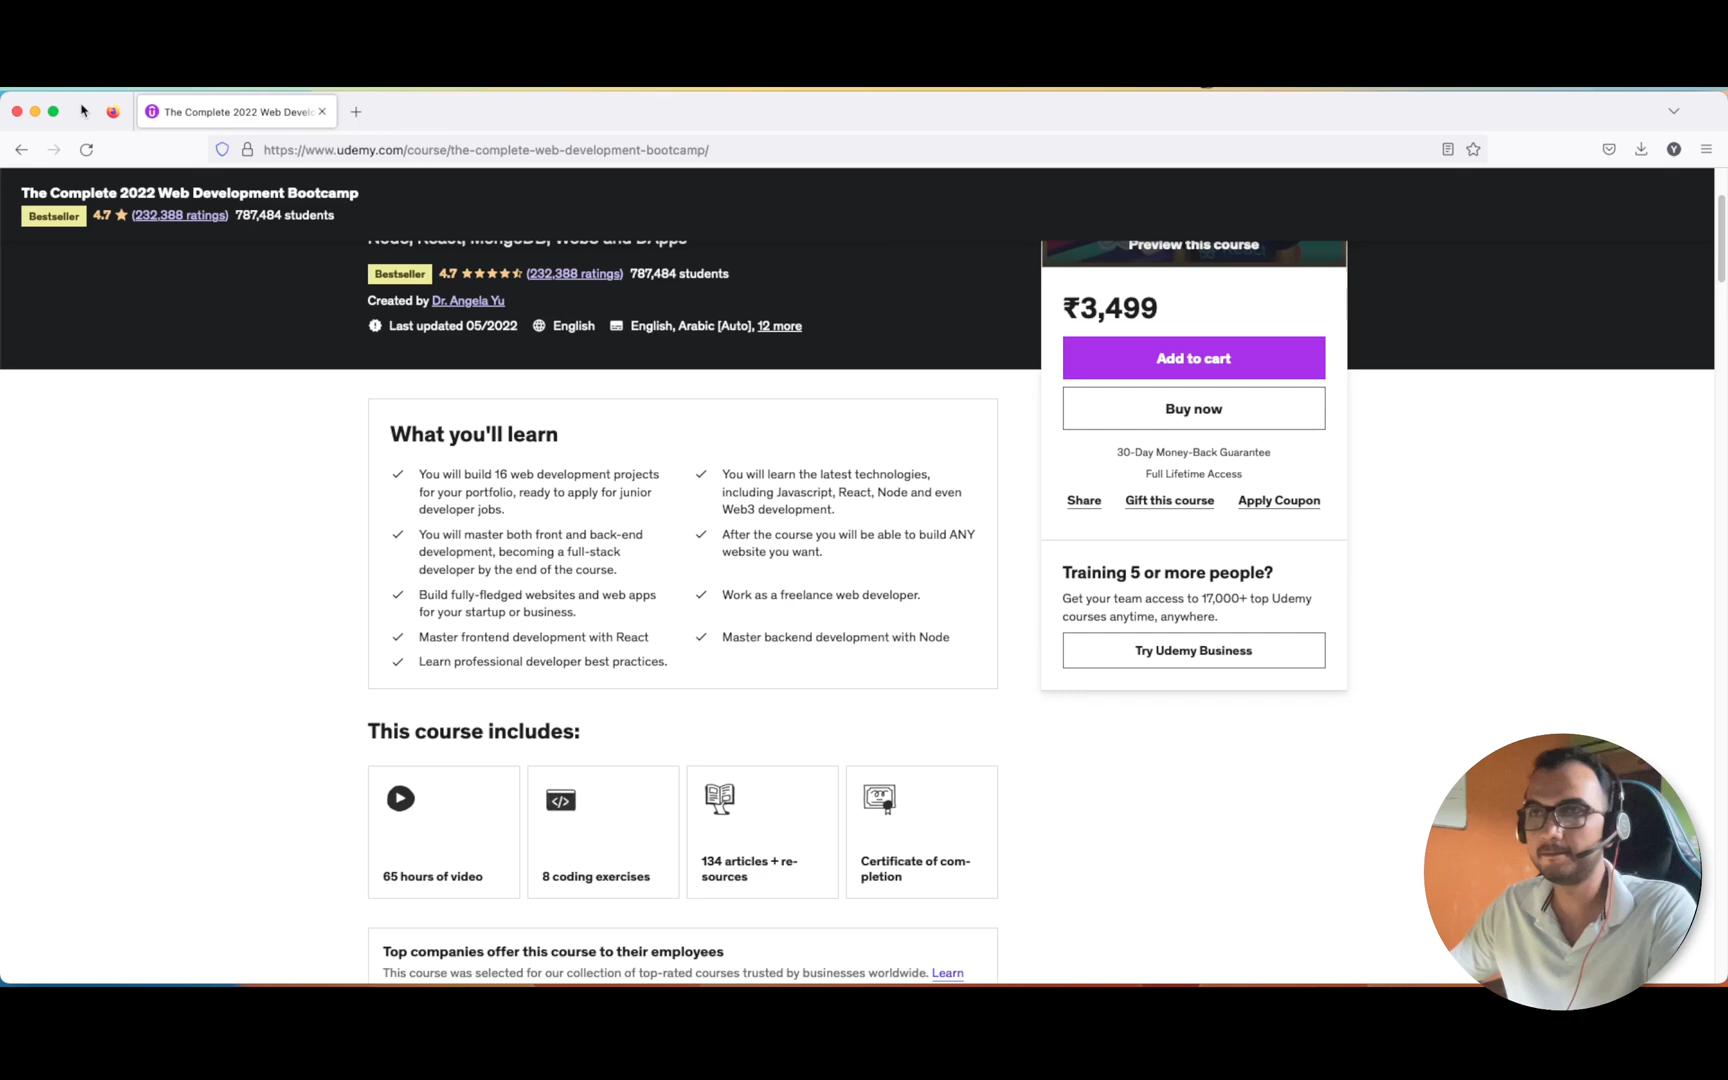 The Complete 2022 Web Devel
https://www.udemy.com/course/the-complete-web-development-bootcamp/
Y
The Complete 2022 Web Development Bootcamp
Bestseller 4.7 (232,388 ratings) 787,484 students
Node, React, MongoDB, Web3 and DApps
Bestseller 4.7 (232,388 ratings) 787,484 students
Created by Dr. Angela Yu
Last updated 05/2022 English English, Arabic [Auto], 12 more
Preview this course
₹3,499
Add to cart
Buy now
30-Day Money-Back Guarantee
Full Lifetime Access
Share Gift this course Apply Coupon
Training 5 or more people?
Get your team access to 17,000+ top Udemy
courses anytime, anywhere.
Try Udemy Business
What you'll learn
You will build 16 web development projects
for your portfolio, ready to apply for junior
developer jobs.
You will learn the latest technologies,
including Javascript, React, Node and even
Web3 development.
You will master both front and back-end
development, becoming a full-stack
developer by the end of the course.
After the course you will be able to build ANY
website you want.
Build fully-fledged websites and web apps
for your startup or business.
Work as a freelance web developer.
Master frontend development with React
Master backend development with Node
Learn professional developer best practices.
This course includes:
65 hours of video
8 coding exercises
134 articles + re-
sources
Certificate of com-
pletion
Top companies offer this course to their employees
This course was selected for our collection of top-rated courses trusted by businesses worldwide. Learn